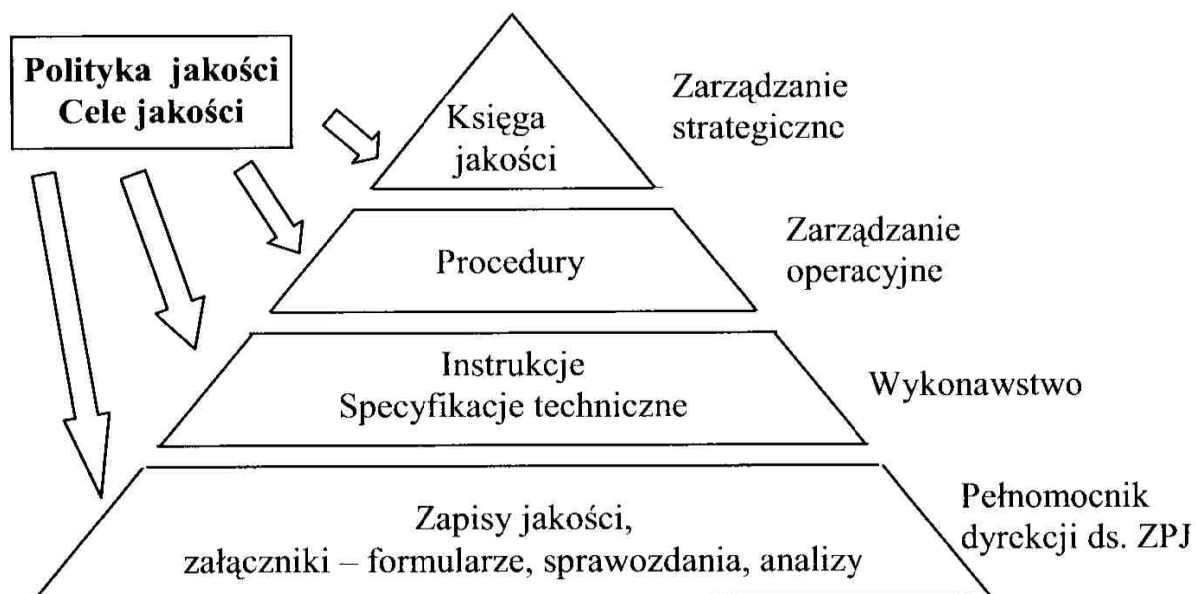 Polityka jakości
Cele jakości
Księga
jakości
Zarządzanie
strategiczne
Procedury
Zarządzanie
operacyjne
Instrukcje
Specyfikacje techniczne
Wykonawstwo
Zapisy jakości,
załączniki – formularze, sprawozdania, analizy
Pełnomocnik
dyrekcji ds. ZPJ